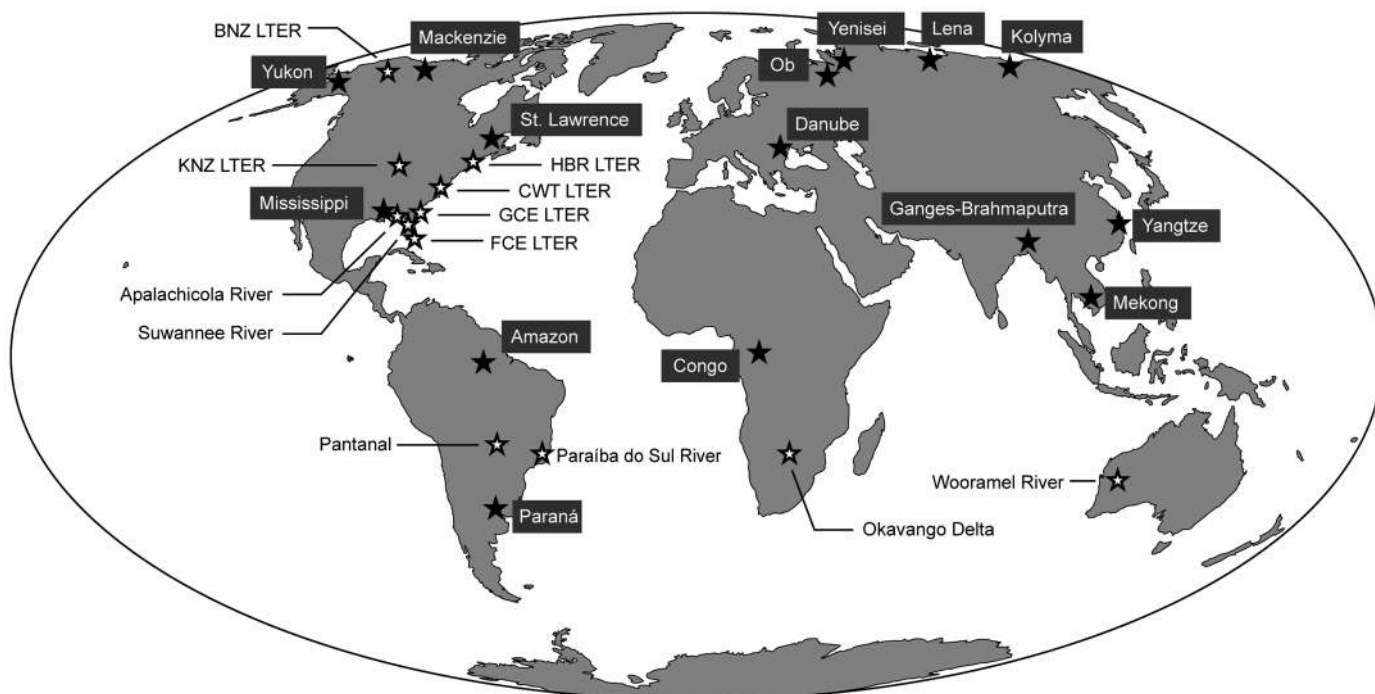 BNZ LTER
Mackenzie
Yenisei
Lena
Kolyma
Yukon
Ob
St. Lawrence
Danube
KNZ LTER
HBR LTER
CWT LTER
Mississippi
GCE LTER
Ganges-Brahmaputra
Yangtze
FCE LTER
Apalachicola River
Mekong
Suwannee River
Amazon
Congo
Pantanal
Paraíba do Sul River
Wooramel River
Paraná
Okavango Delta